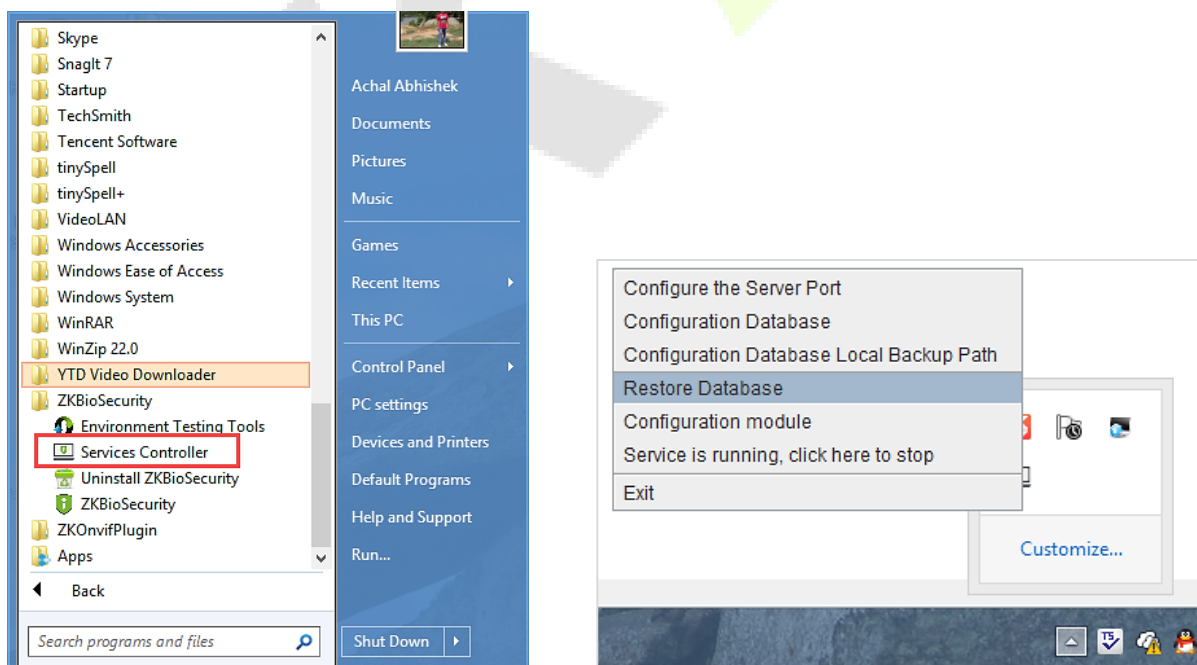 Skype
SnagIt 7
Startup
TechSmith
Tencent Software
tinySpell
tinySpell+
VideoLAN
Windows Accessories
Windows Ease of Access
Windows System
WinRAR
WinZip 22.0
YTD Video Downloader
ZKBioSecurity
Environment Testing Tools
Services Controller
Uninstall ZKBioSecurity
ZKBioSecurity
ZKOnvifPlugin
Apps
Back
Search programs and files
Achal Abhishek
Documents
Pictures
Music
Games
Recent Items
This PC
Control Panel
PC settings
Devices and Printers
Default Programs
Help and Support
Run...
Shut Down
Configure the Server Port
Configuration Database
Configuration Database Local Backup Path
Restore Database
Configuration module
Service is running, click here to stop
Exit
Customize...
TS